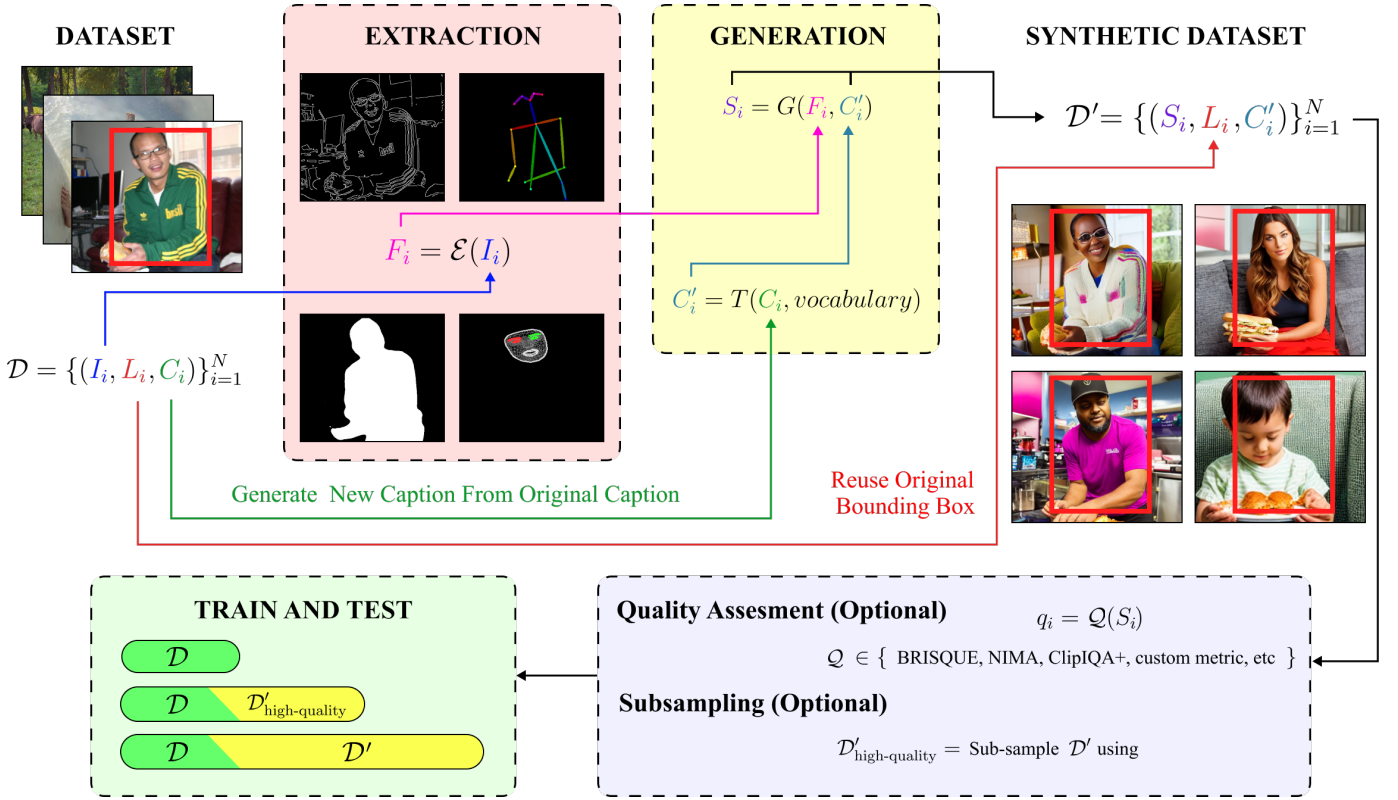 DATASET
EXTRACTION
GENERATION
SYNTHETIC DATASET
S_i = G(F_i, C'_i)
D' = {(S_i, L_i, C'_i)}_{i=1}^N
F_i = ℰ(I_i)
C'_i = T(C_i, vocabulary)
D = {(I_i, L_i, C_i)}_{i=1}^N
Generate New Caption From Original Caption
Reuse Original
Bounding Box
TRAIN AND TEST
D
D D'_{high-quality}
D D'
Quality Assesment (Optional)
q_i = Q(S_i)
Q ∈ { BRISQUE, NIMA, ClipIQA+, custom metric, etc }
Subsampling (Optional)
D'_{high-quality} = Sub-sample D' using